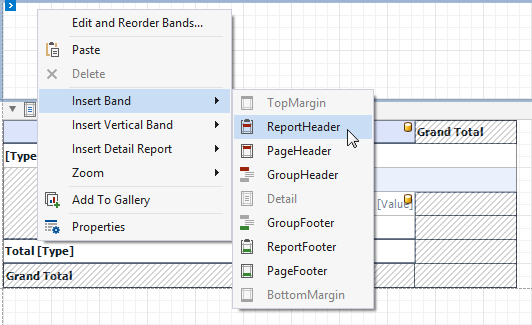 Edit and Reorder Bands...
Paste
Delete
Insert Band
Insert Vertical Band
Insert Detail Report
Zoom
Add To Gallery
Properties
TopMargin
ReportHeader
PageHeader
GroupHeader
Detail
GroupFooter
ReportFooter
PageFooter
BottomMargin
Grand Total
[Type]
[Value]
Total [Type]
Grand Total